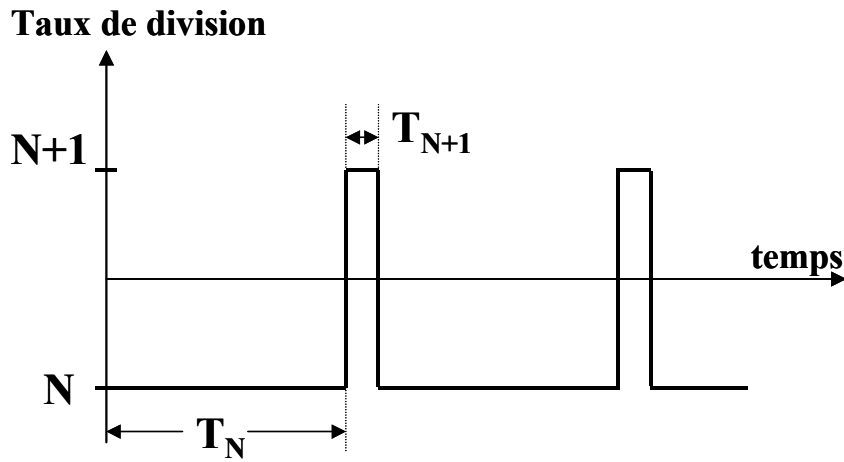 Taux de division
N+1
T_{N+1}
temps
N
T_N